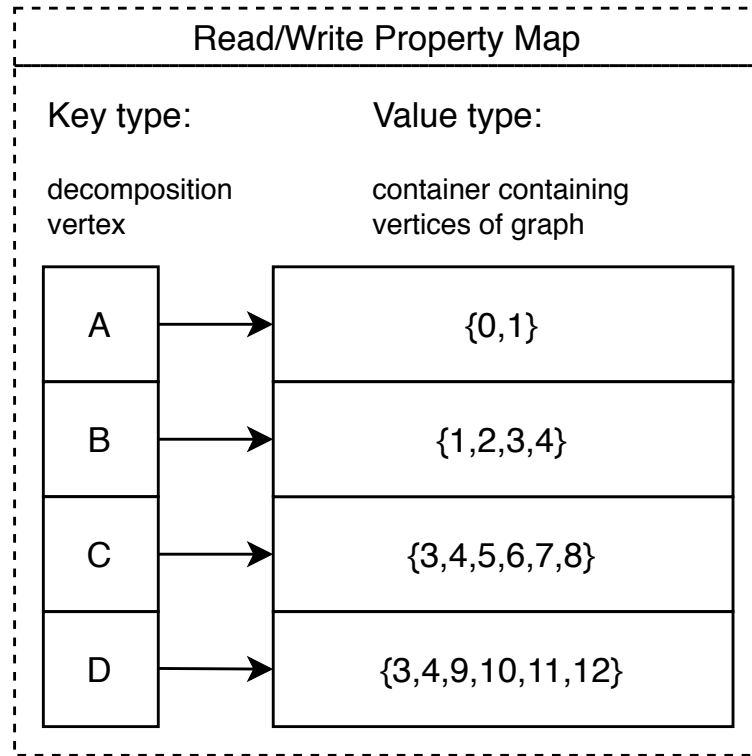 Read/Write Property Map
Key type:
Value type:
decomposition
vertex
container containing
vertices of graph
A
{0,1}
B
{1,2,3,4}
C
{3,4,5,6,7,8}
D
{3,4,9,10,11,12}